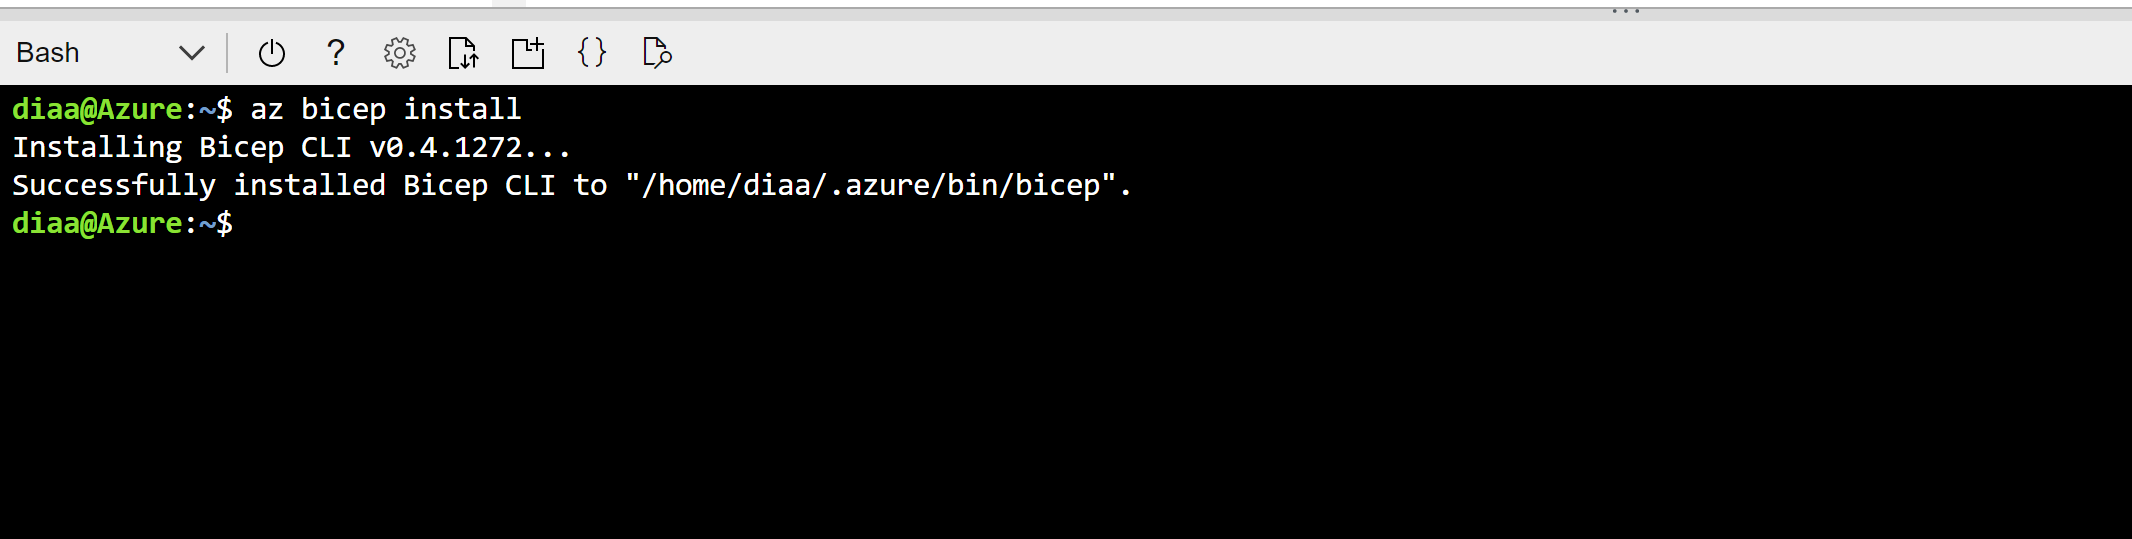 Bash
diaa@Azure:~$ az bicep install
Installing Bicep CLI v0.4.1272...
Successfully installed Bicep CLI to "/home/diaa/.azure/bin/bicep".
diaa@Azure:~$